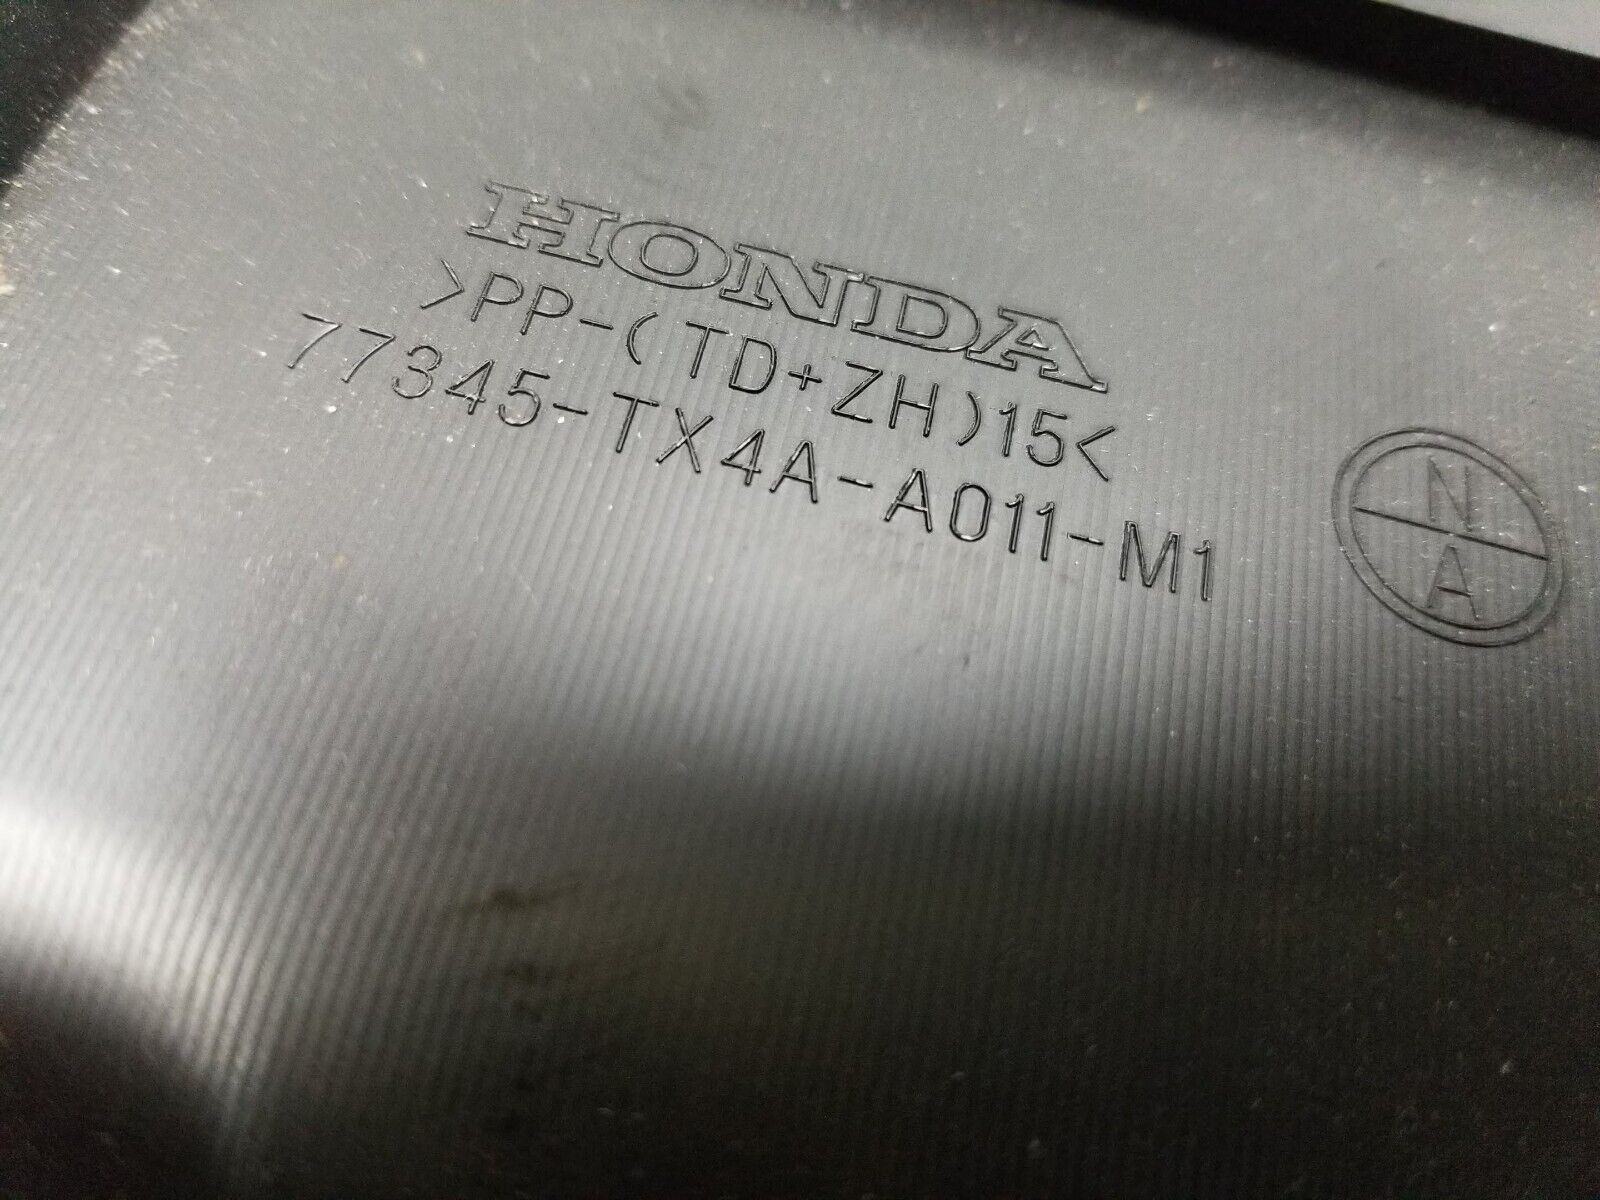 HONDA
>PP-(TD+ZH)15<
77345-TX4A-A011-M1
N
A